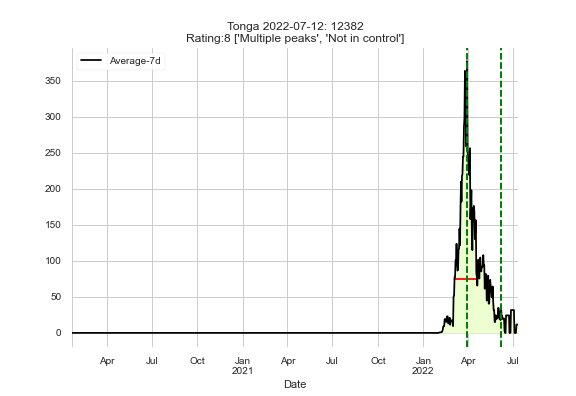 Tonga 2022-07-12: 12382
Rating:8 ['Multiple peaks', 'Not in control']
Average-7d
350
300
250
200
150
100
50
0
Apr Jul Oct Jan Apr Jul Oct Jan Apr Jul
2021 2022
Date